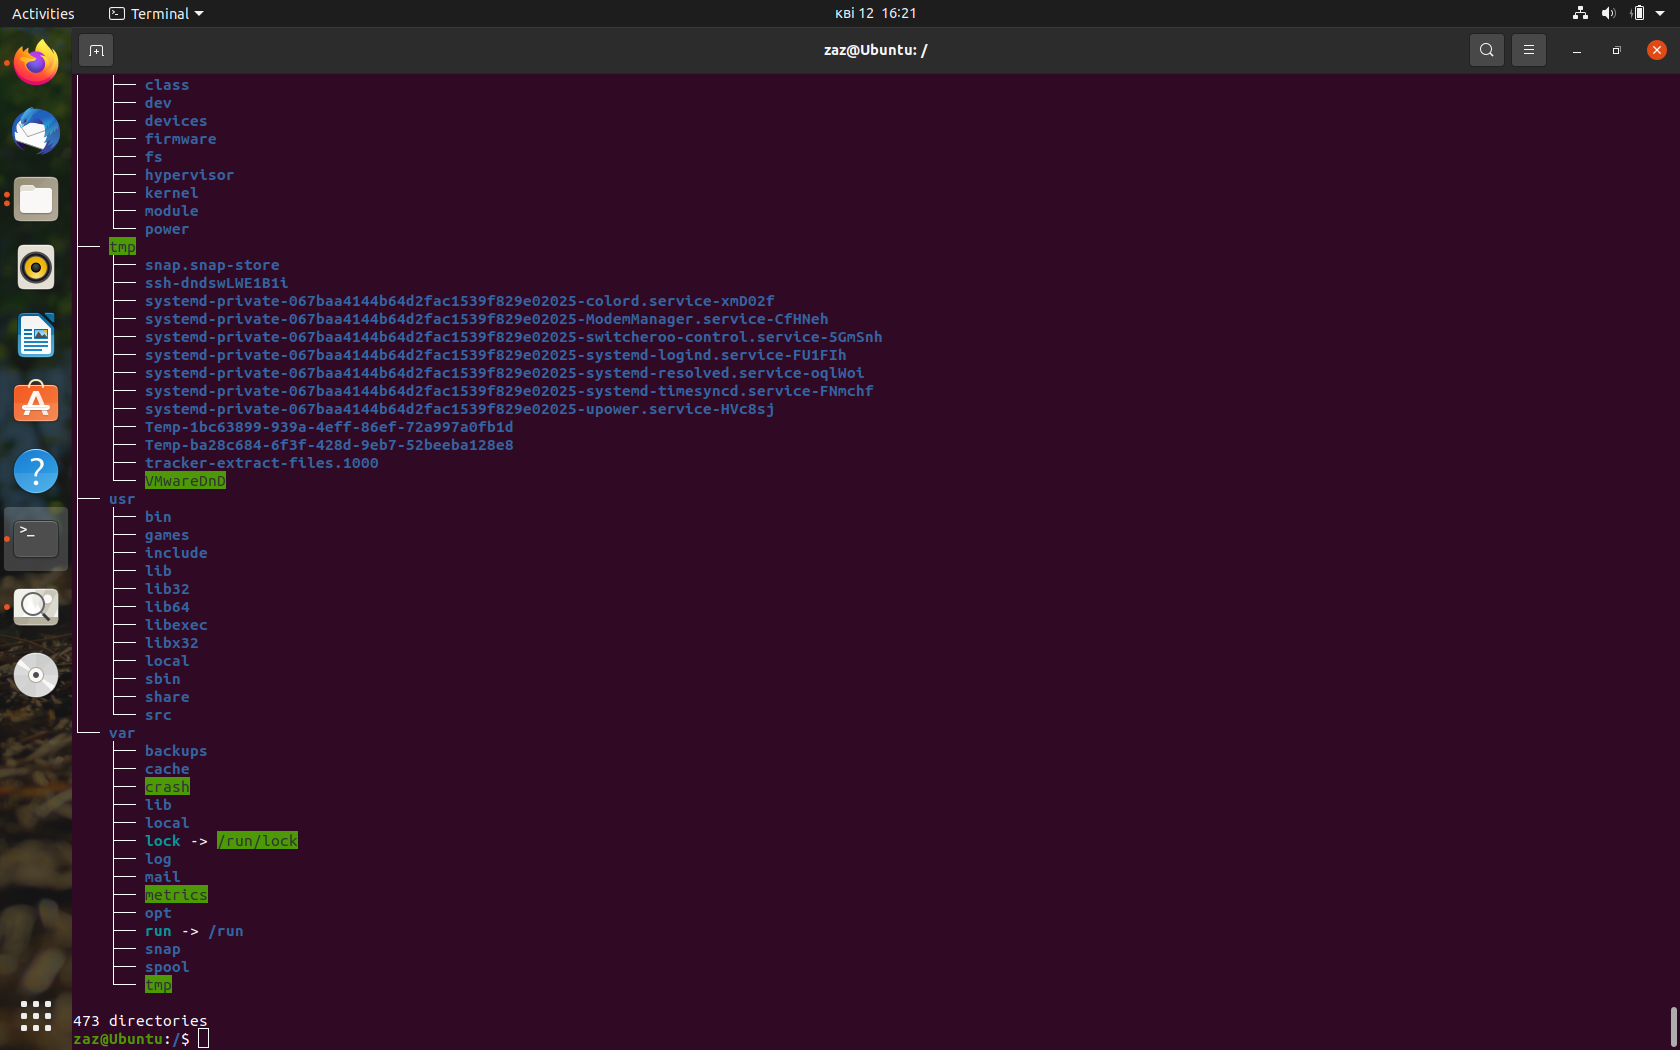 Activities
Terminal
кві 12 16:21
zaz@Ubuntu: /
class
dev
devices
firmware
fs
hypervisor
kernel
module
power
tmp
snap.snap-store
ssh-dndswLWE1B1i
systemd-private-067baa4144b64d2fac1539f829e02025-colord.service-xmD02f
systemd-private-067baa4144b64d2fac1539f829e02025-ModemManager.service-CfHNeh
systemd-private-067baa4144b64d2fac1539f829e02025-switcheroo-control.service-5GmSnh
systemd-private-067baa4144b64d2fac1539f829e02025-systemd-logind.service-FU1FIh
systemd-private-067baa4144b64d2fac1539f829e02025-systemd-resolved.service-oqlWoi
systemd-private-067baa4144b64d2fac1539f829e02025-systemd-timesyncd.service-FNmchf
systemd-private-067baa4144b64d2fac1539f829e02025-upower.service-HVc8sj
Temp-1bc63899-939a-4eff-86ef-72a997a0fb1d
Temp-ba28c684-6f3f-428d-9eb7-52beeba128e8
tracker-extract-files.1000
VMwareDnD
usr
bin
games
include
lib
lib32
lib64
libexec
libx32
local
sbin
share
src
var
backups
cache
crash
lib
local
lock -> /run/lock
log
mail
metrics
opt
run -> /run
snap
spool
tmp
473 directories
zaz@Ubuntu:/$